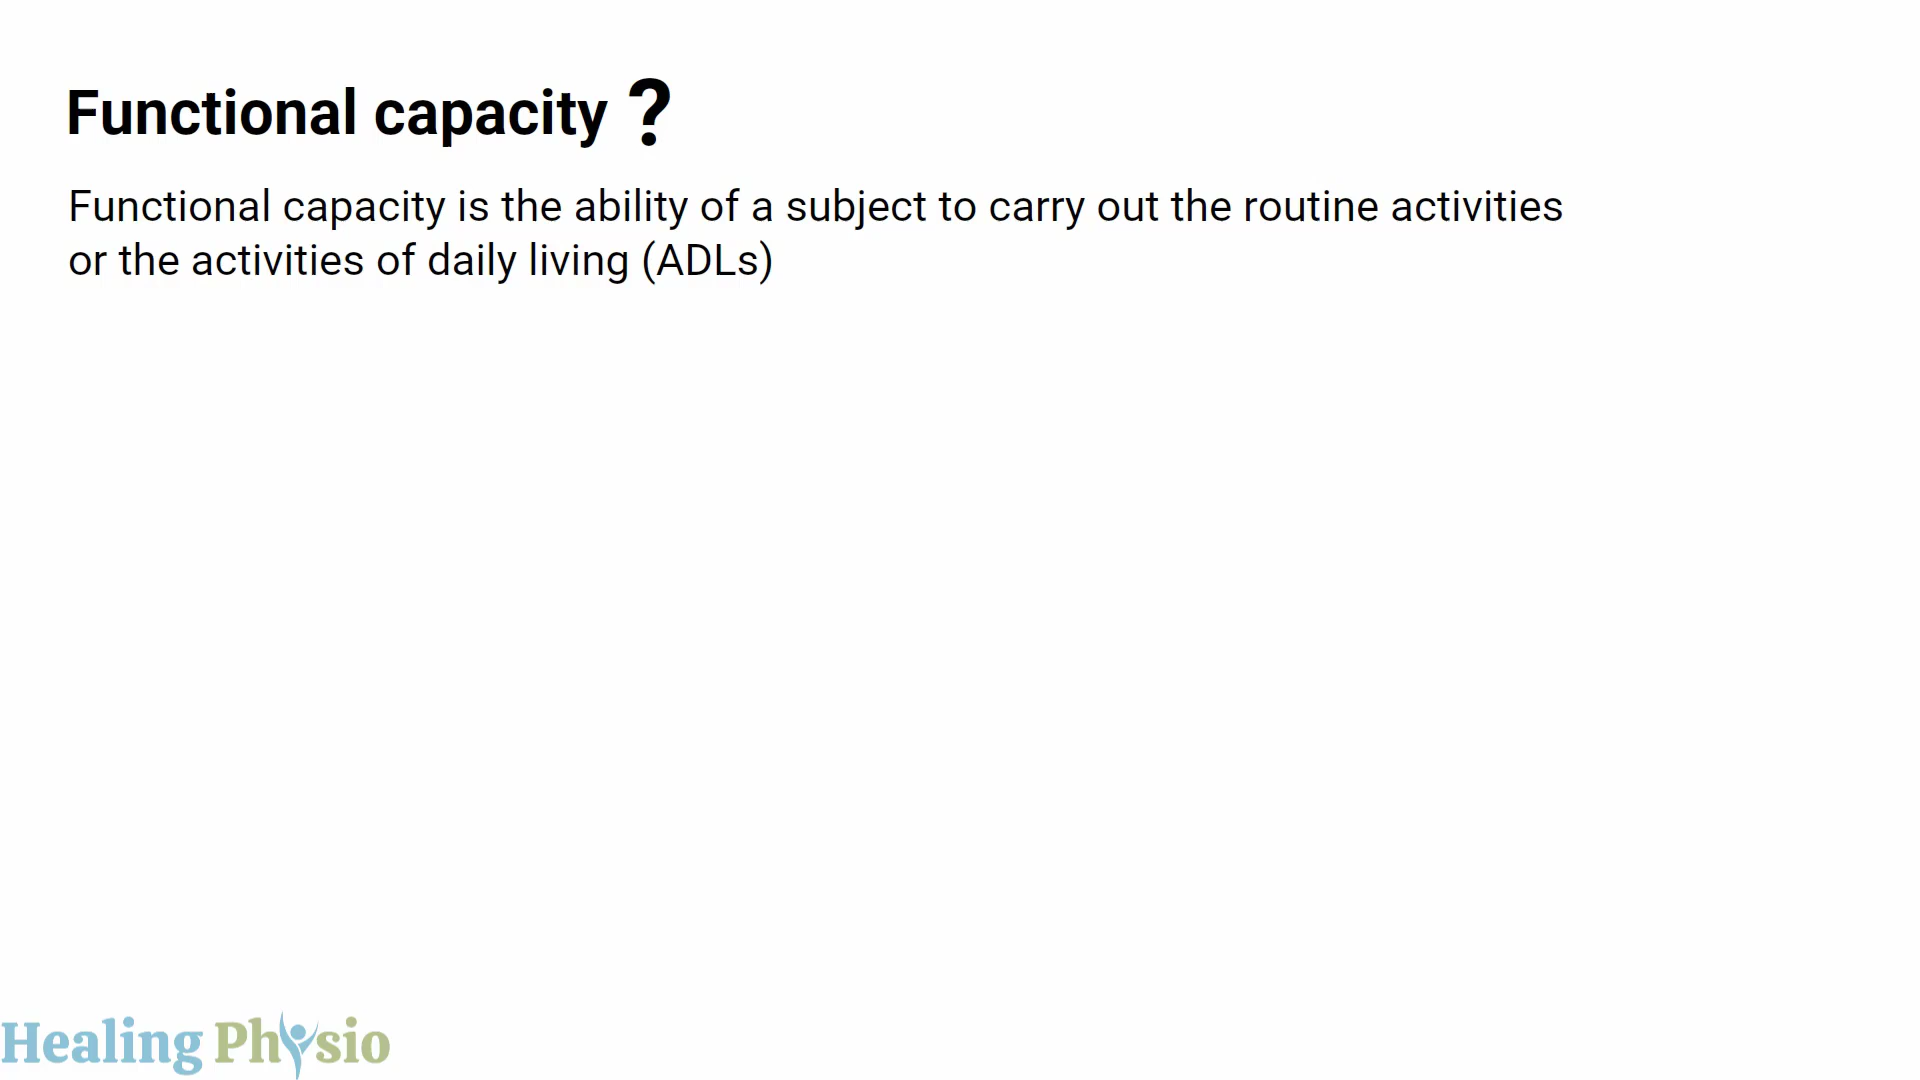 Functional capacity ?
Functional capacity is the ability of a subject to carry out the routine activities
or the activities of daily living (ADLs)
Healing Physio